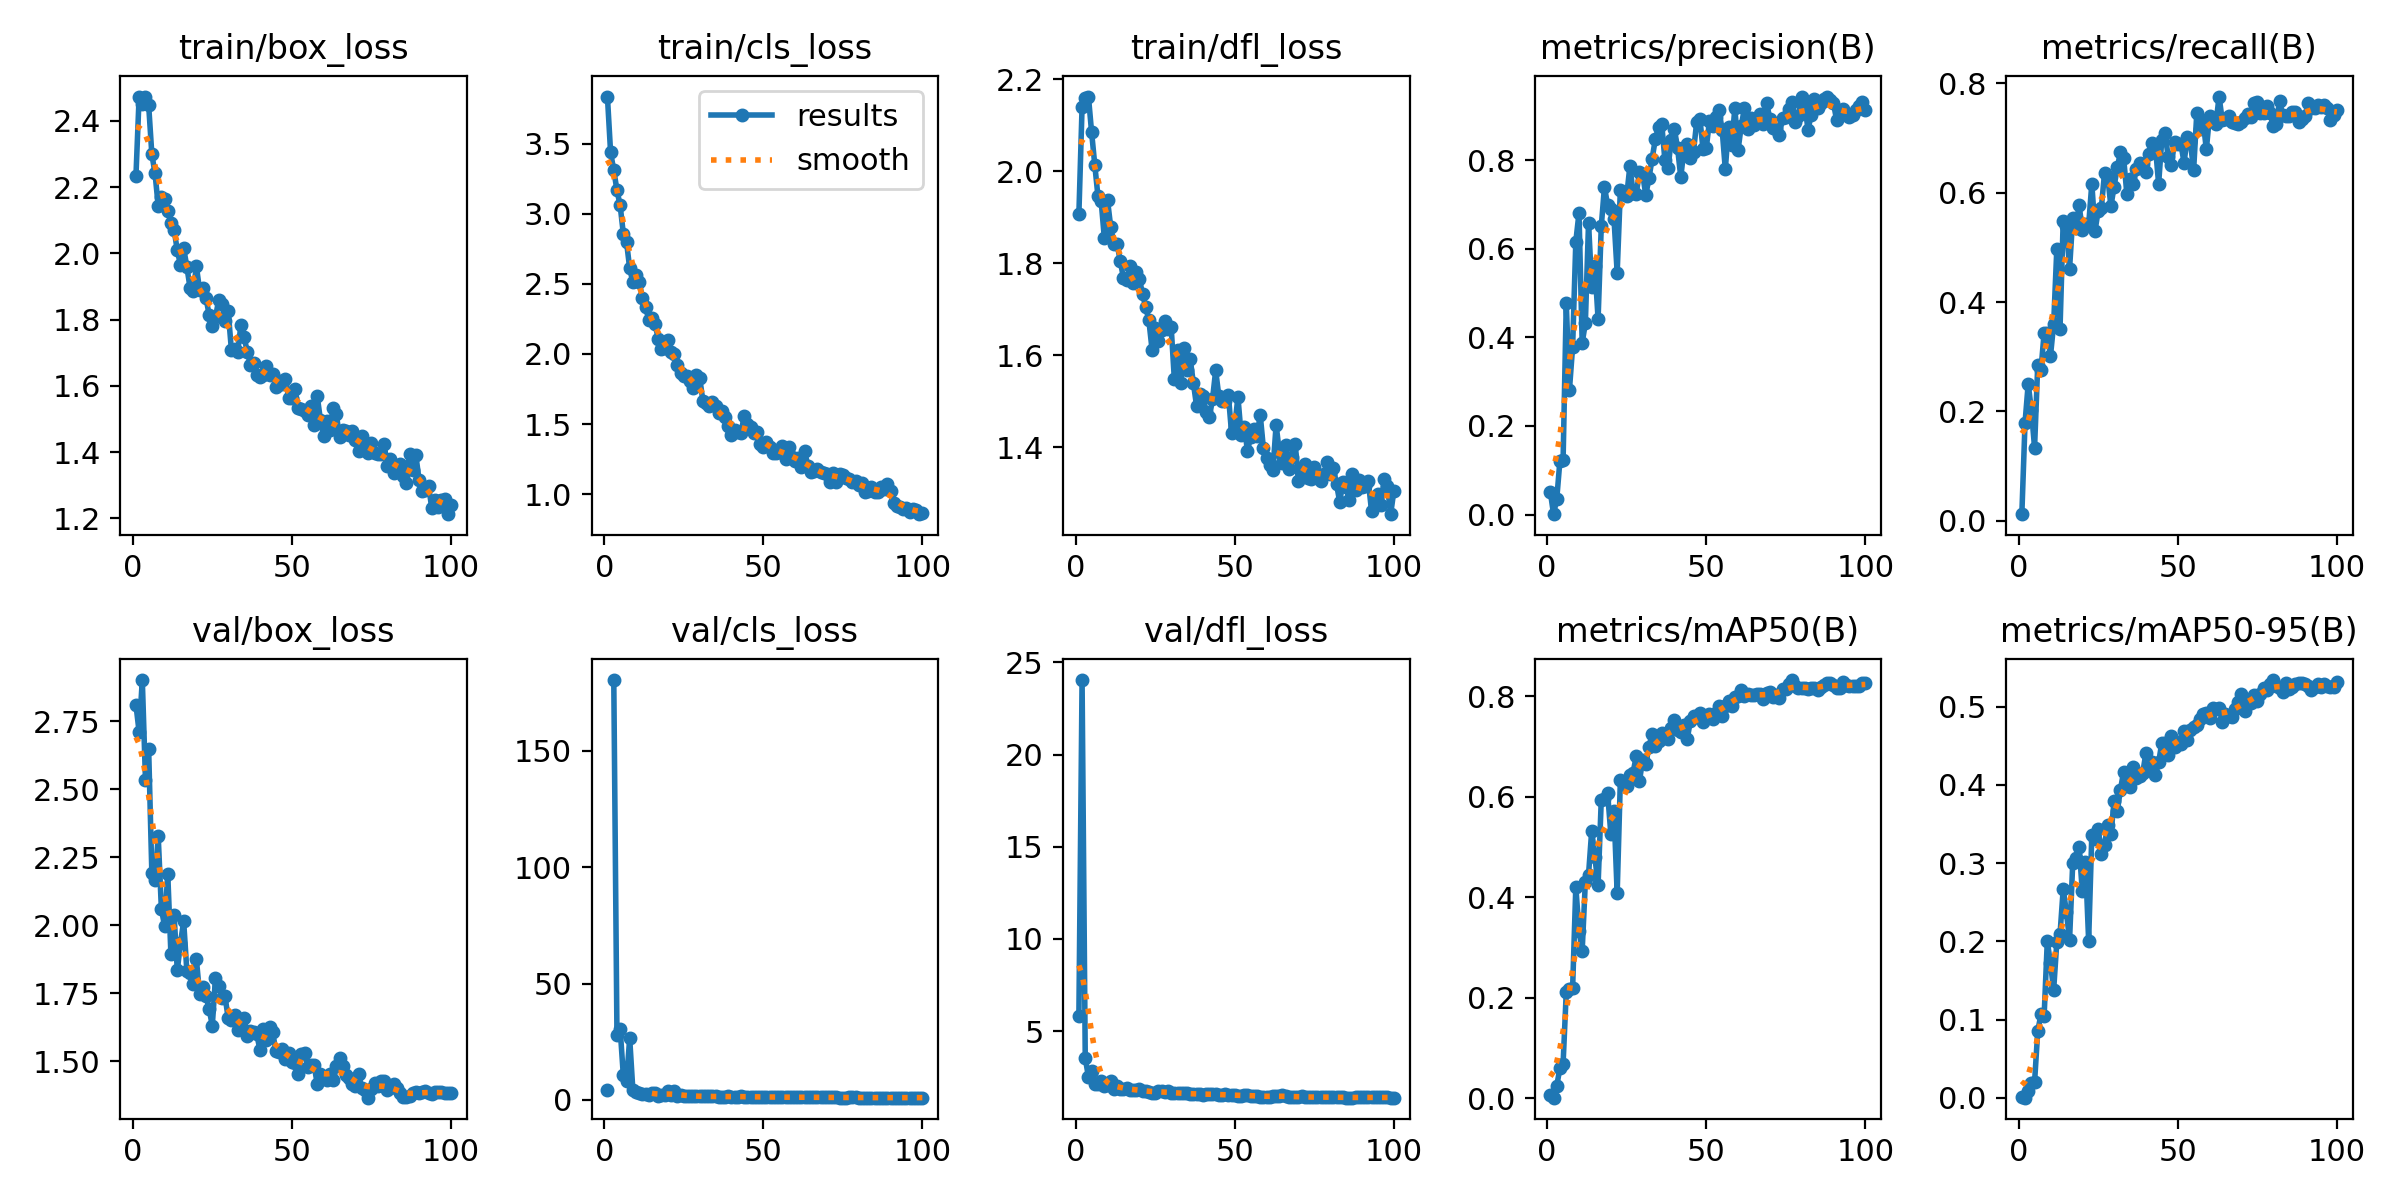 train/box_loss
2.4
2.2
2.0
1.8
1.6
1.4
1.2
0 50 100
train/cls_loss
results
smooth
3.5
3.0
2.5
2.0
1.5
1.0
0 50 100
train/dfl_loss
2.2
2.0
1.8
1.6
1.4
0 50 100
metrics/precision(B)
0.8
0.6
0.4
0.2
0.0
0 50 100
metrics/recall(B)
0.8
0.6
0.4
0.2
0.0
0 50 100
val/box_loss
2.75
2.50
2.25
2.00
1.75
1.50
0 50 100
val/cls_loss
150
100
50
0
0 50 100
val/dfl_loss
25
20
15
10
5
0 50 100
metrics/mAP50(B)
0.8
0.6
0.4
0.2
0.0
0 50 100
metrics/mAP50-95(B)
0.5
0.4
0.3
0.2
0.1
0.0
0 50 100